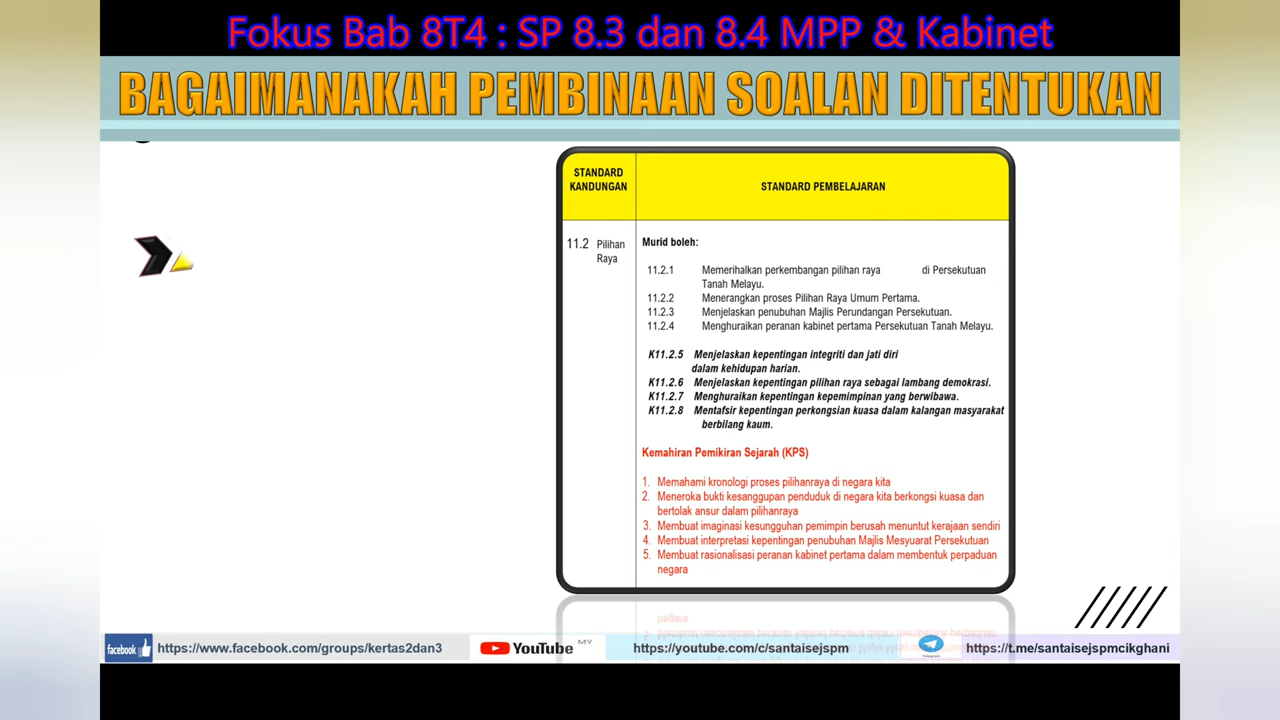 Fokus Bab 8T4 : SP 8.3 dan 8.4 MPP & Kabinet
BAGAIMANAKAH PEMBINAAN SOALAN DITENTUKAN
STANDARD
KANDUNGAN
STANDARD PEMBELAJARAN
11.2 Pilihan
Raya
Murid boleh:
11.2.1 Memerihalkan perkembangan pilihan raya di Persekutuan
Tanah Melayu.
11.2.2 Menerangkan proses Pilihan Raya Umum Pertama.
11.2.3 Menjelaskan penubuhan Majlis Perundangan Persekutuan.
11.2.4 Menghuraikan peranan kabinet pertama Persekutuan Tanah Melayu.
K11.2.5 Menjelaskan kepentingan integriti dan jati diri
dalam kehidupan harian.
K11.2.6 Menjelaskan kepentingan pilihan raya sebagai lambang demokrasi.
K11.2.7 Menghuraikan kepentingan kepemimpinan yang berwibawa.
K11.2.8 Mentafsir kepentingan perkongsian kuasa dalam kalangan masyarakat
berbilang kaum.
Kemahiran Pemikiran Sejarah (KPS)
1. Memahami kronologi proses pilihanraya di negara kita
2. Meneroka bukti kesanggupan penduduk di negara kita berkongsi kuasa dan
bertolak ansur dalam pilihanraya
3. Membuat imaginasi kesungguhan pemimpin berusah menuntut kerajaan sendiri
4. Membuat interpretasi kepentingan penubuhan Majlis Mesyuarat Persekutuan
5. Membuat rasionalisasi peranan kabinet pertama dalam membentuk perpaduan
negara
facebook https://www.facebook.com/groups/kertas2dan3 YouTube MY https://youtube.com/c/santaisejspm Telegram https://t.me/santaisejspmcikghani